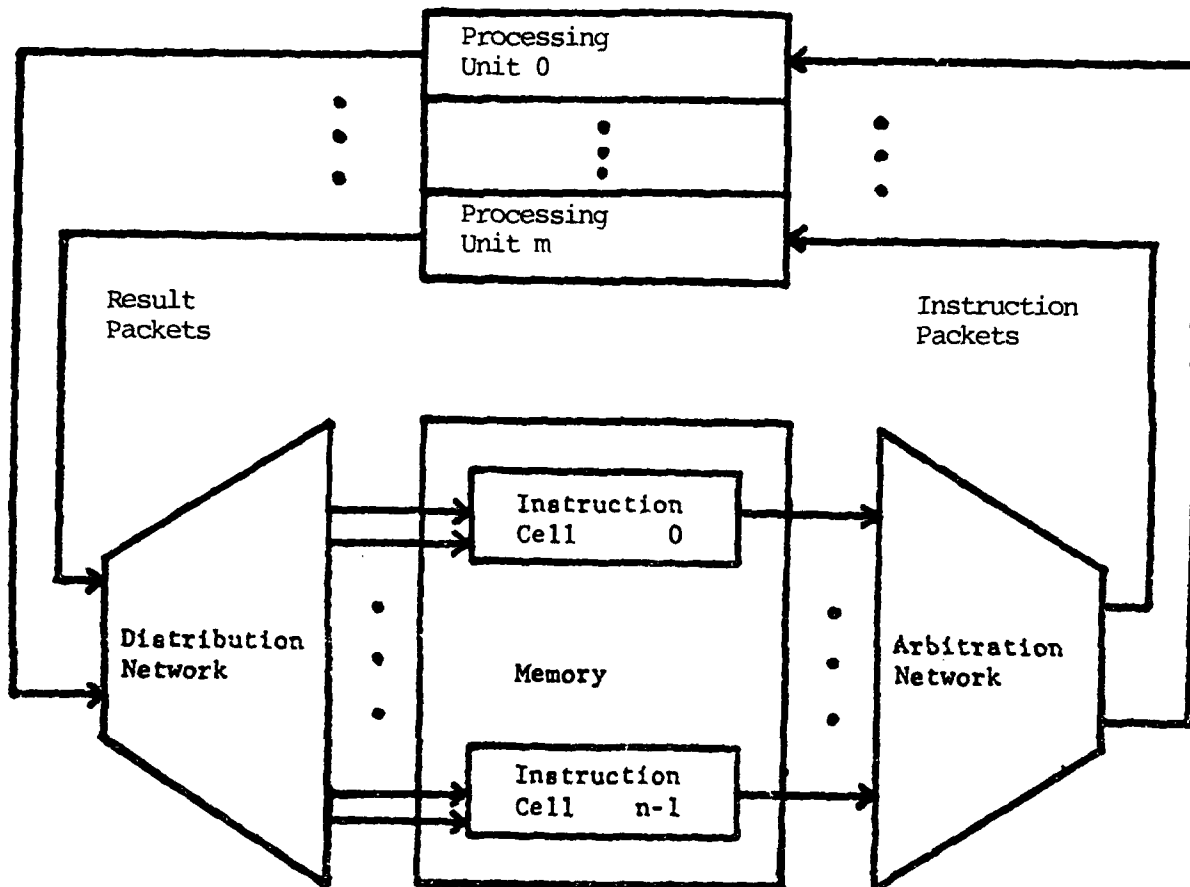 Processing
Unit 0
Processing
Unit m
Result
Packets
Instruction
Packets
Instruction
Cell 0
Distribution
Network
Memory
Arbitration
Network
Instruction
Cell n-1